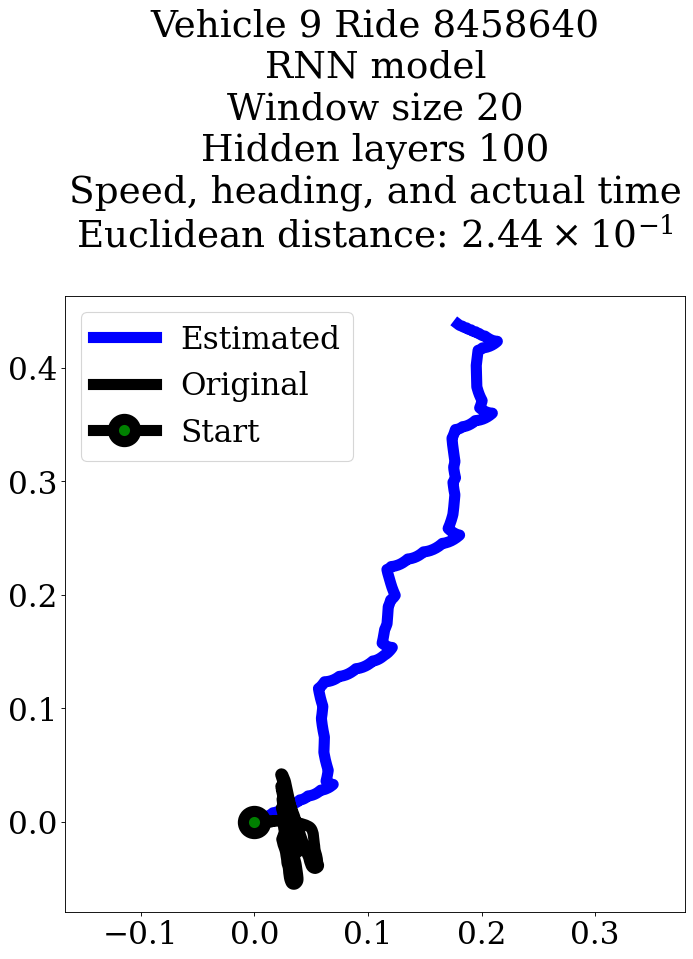 Vehicle 9 Ride 8458640
RNN model
Window size 20
Hidden layers 100
Speed, heading, and actual time
Euclidean distance: 2.44 × 10⁻¹
Estimated
Original
Start
0.4
0.3
0.2
0.1
0.0
−0.1 0.0 0.1 0.2 0.3